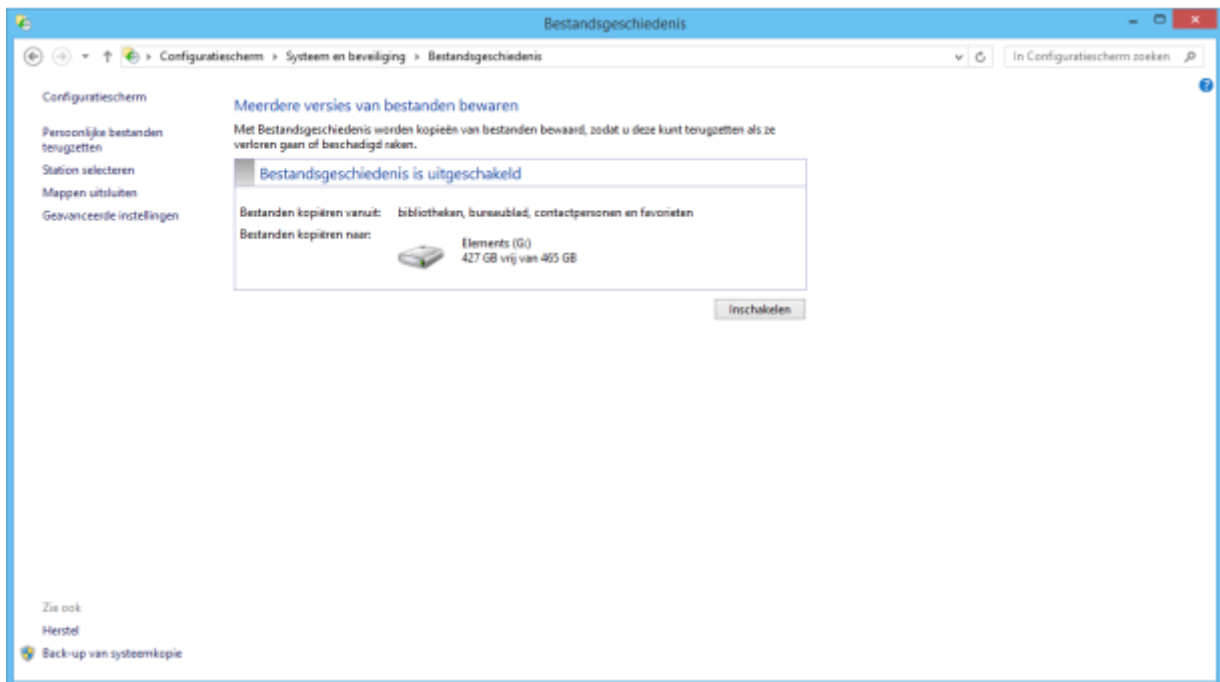 Bestandsgeschiedenis
Configuratiescherm Systeem en beveiliging Bestandsgeschiedenis
In Configuratiescherm zoeken
Configuratiescherm
Persoonlijke bestanden
terugzetten
Station selecteren
Mappen uitsluiten
Geavanceerde instellingen
Meerdere versies van bestanden bewaren
Met Bestandsgeschiedenis worden kopieën van bestanden bewaard, zodat u deze kunt terugzetten als ze
verloren gaan of beschadigd raken.
Bestandsgeschiedenis is uitgeschakeld
Bestanden kopiëren vanuit: bibliotheken, bureaublad, contactpersonen en favorieten
Bestanden kopiëren naar:
Elements (G:)
427 GB vrij van 465 GB
Inschakelen
Zie ook
Herstel
Back-up van systeemkopie